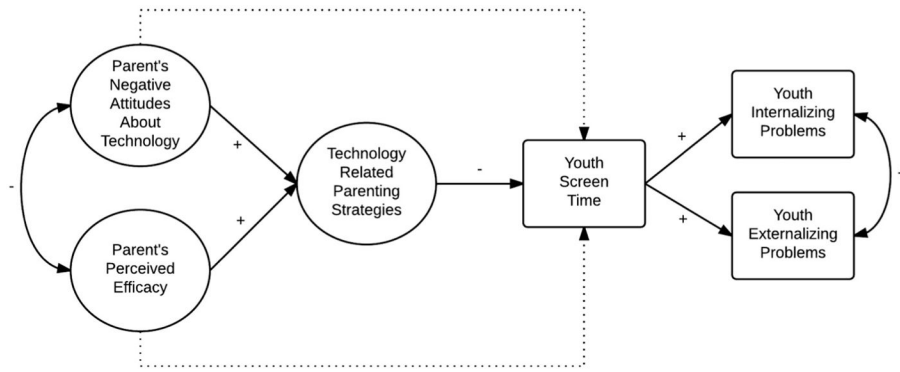 Parent's
Negative
Attitudes
About
Technology
-
+
+
Parent's
Perceived
Efficacy
Technology
Related
Parenting
Strategies
-
Youth
Screen
Time
+
+
Youth
Internalizing
Problems
Youth
Externalizing
Problems
-